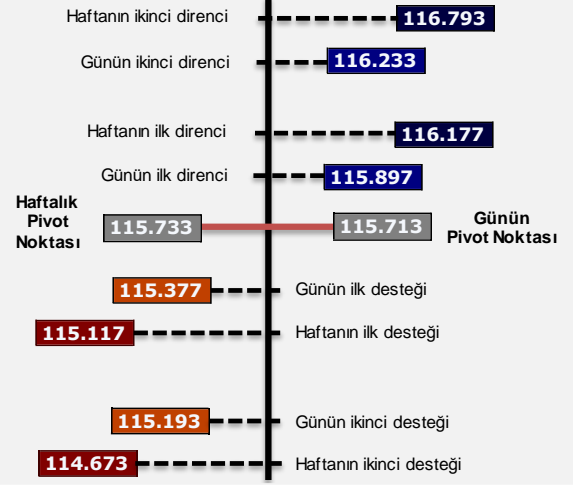 Haftanın ikinci direnci 116.793
Günün ikinci direnci 116.233
Haftanın ilk direnci 116.177
Günün ilk direnci 115.897
Haftalık
Pivot
Noktası
115.733 115.713
Günün
Pivot Noktası
115.377 Günün ilk desteği
115.117 Haftanın ilk desteği
115.193 Günün ikinci desteği
114.673 Haftanın ikinci desteği